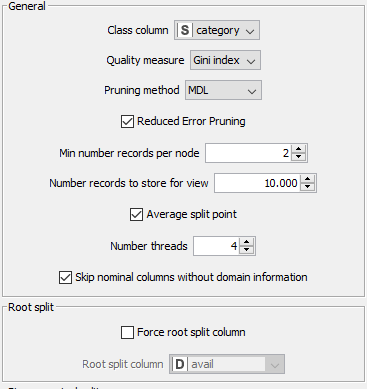 General
Class column S category
Quality measure Gini index
Pruning method MDL
Reduced Error Pruning
Min number records per node 2
Number records to store for view 10.000
Average split point
Number threads 4
Skip nominal columns without domain information
Root split
Force root split column
Root split column D avail